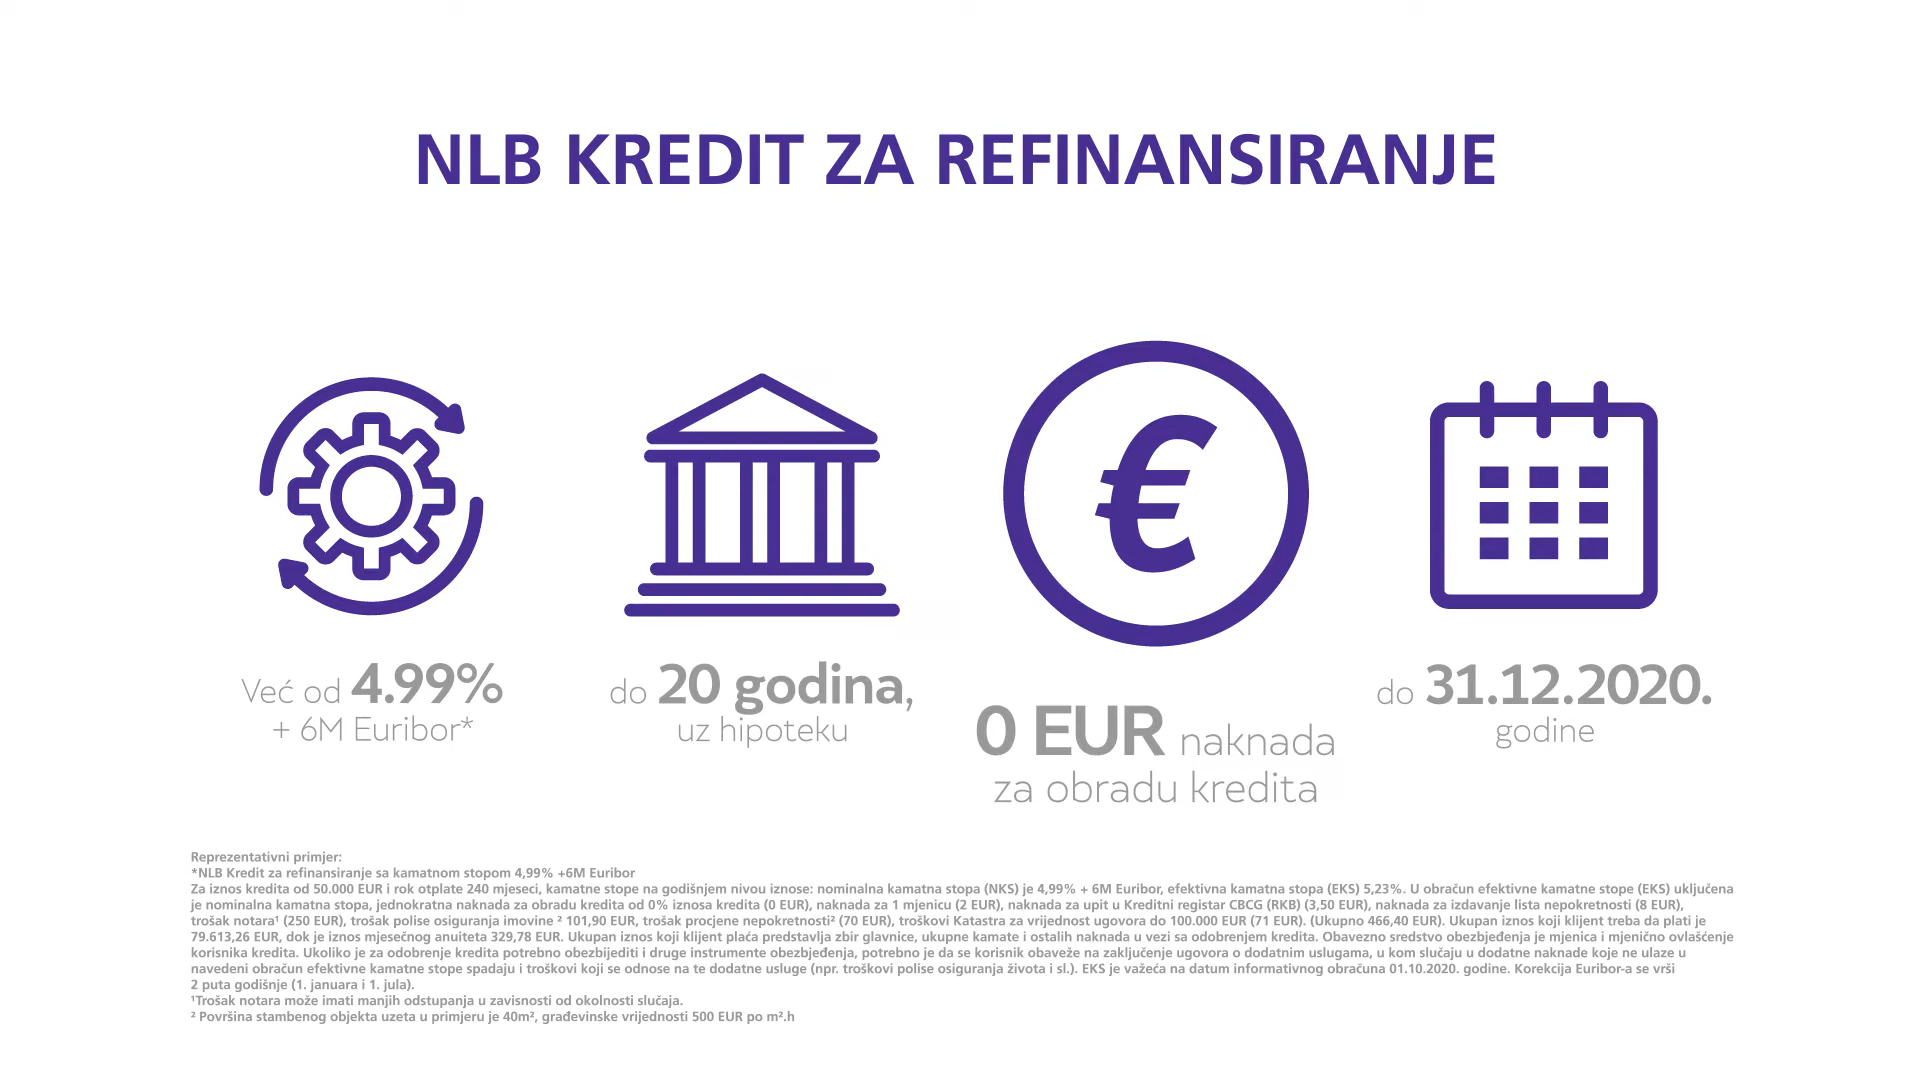 NLB KREDIT ZA REFINANSIRANJE
€
Već od 4.99%
+ 6M Euribor*
do 20 godina,
uz hipoteku
0 EUR naknada
za obradu kredita
do 31.12.2020.
godine
Reprezentativni primjer:
*NLB Kredit za refinansiranje sa kamatnom stopom 4,99% +6M Euribor
Za iznos kredita od 50.000 EUR i rok otplate 240 mjeseci, kamatne stope na godišnjem nivou iznose: nominalna kamatna stopa (NKS) je 4,99% + 6M Euribor, efektivna kamatna stopa (EKS) 5,23%. U obračun efektivne kamatne stope (EKS) uključena
je nominalna kamatna stopa, jednokratna naknada za obradu kredita od 0% iznosa kredita (0 EUR), naknada za 1 mjenicu (2 EUR), naknada za upit u Kreditni registar CBCG (RKB) (3,50 EUR), naknada za izdavanje lista nepokretnosti (8 EUR),
trošak notara¹ (250 EUR), trošak polise osiguranja imovine ² 101,90 EUR, trošak procjene nepokretnosti² (70 EUR), troškovi Katastra za vrijednost ugovora do 100.000 EUR (71 EUR). (Ukupno 466,40 EUR). Ukupan iznos koji klijent treba da plati je
79.613,26 EUR, dok je iznos mjesečnog anuiteta 329,78 EUR. Ukupan iznos koji klijent plaća predstavlja zbir glavnice, ukupne kamate i ostalih naknada u vezi sa odobrenjem kredita. Obavezno sredstvo obezbjeđenja je mjenica i mjenično ovlašćenje
korisnika kredita. Ukoliko je za odobrenje kredita potrebno obezbijediti i druge instrumente obezbjeđenja, potrebno je da se korisnik obaveže na zaključenje ugovora o dodatnim uslugama, u kom slučaju u dodatne naknade koje ne ulaze u
navedeni obračun efektivne kamatne stope spadaju i troškovi koji se odnose na te dodatne usluge (npr. troškovi polise osiguranja života i sl.). EKS je važeća na datum informativnog obračuna 01.10.2020. godine. Korekcija Euribor-a se vrši
2 puta godišnje (1. januara i 1. jula).
¹Trošak notara može imati manjih odstupanja u zavisnosti od okolnosti slučaja.
² Površina stambenog objekta uzeta u primjeru je 40m², građevinske vrijednosti 500 EUR po m².h